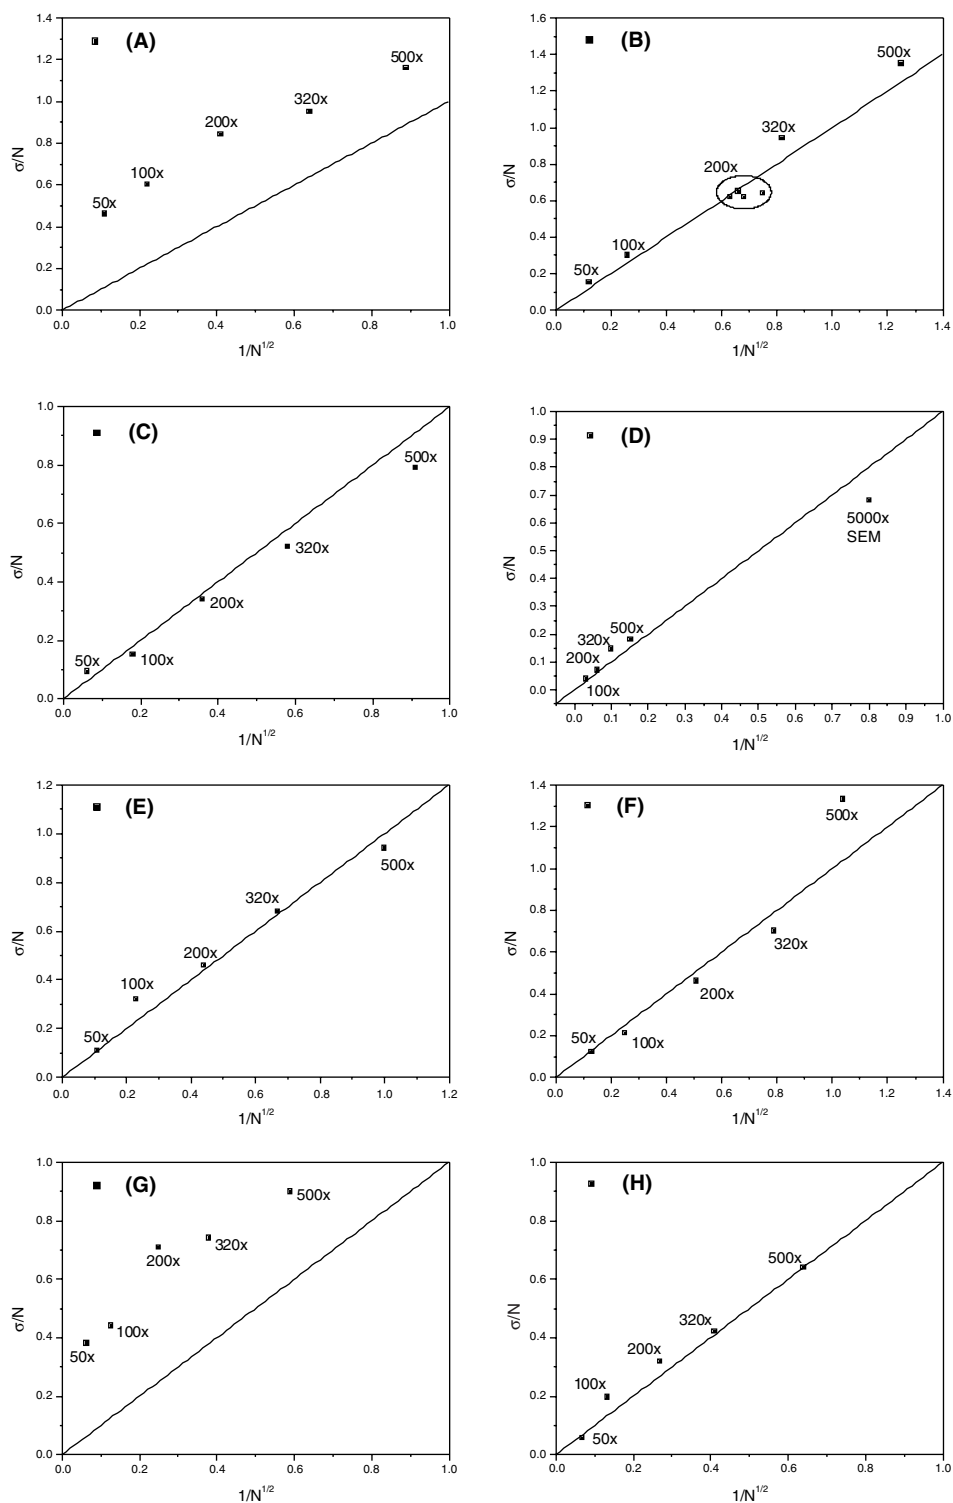 (A)
1.4
1.2
1.0
0.8
0.6
0.4
0.2
0.0
σ/N
50x
100x
200x
320x
500x
0.0 0.2 0.4 0.6 0.8 1.0
1/N^1/2
(B)
1.6
1.4
1.2
1.0
0.8
0.6
0.4
0.2
0.0
σ/N
50x
100x
200x
320x
500x
0.0 0.2 0.4 0.6 0.8 1.0 1.2 1.4
1/N^1/2
(C)
1.0
0.8
0.6
0.4
0.2
0.0
σ/N
50x
100x
200x
320x
500x
0.0 0.2 0.4 0.6 0.8 1.0
1/N^1/2
(D)
1.0
0.9
0.8
0.7
0.6
0.5
0.4
0.3
0.2
0.1
0.0
σ/N
100x
200x
320x
500x
5000x
SEM
0.0 0.1 0.2 0.3 0.4 0.5 0.6 0.7 0.8 0.9 1.0
1/N^1/2
(E)
1.2
1.0
0.8
0.6
0.4
0.2
0.0
σ/N
50x
100x
200x
320x
500x
0.0 0.2 0.4 0.6 0.8 1.0 1.2
1/N^1/2
(F)
1.4
1.2
1.0
0.8
0.6
0.4
0.2
0.0
σ/N
50x
100x
200x
320x
500x
0.0 0.2 0.4 0.6 0.8 1.0 1.2 1.4
1/N^1/2
(G)
1.0
0.8
0.6
0.4
0.2
0.0
σ/N
50x
100x
200x
320x
500x
0.0 0.2 0.4 0.6 0.8 1.0
1/N^1/2
(H)
1.0
0.8
0.6
0.4
0.2
0.0
σ/N
50x
100x
200x
320x
500x
0.0 0.2 0.4 0.6 0.8 1.0
1/N^1/2